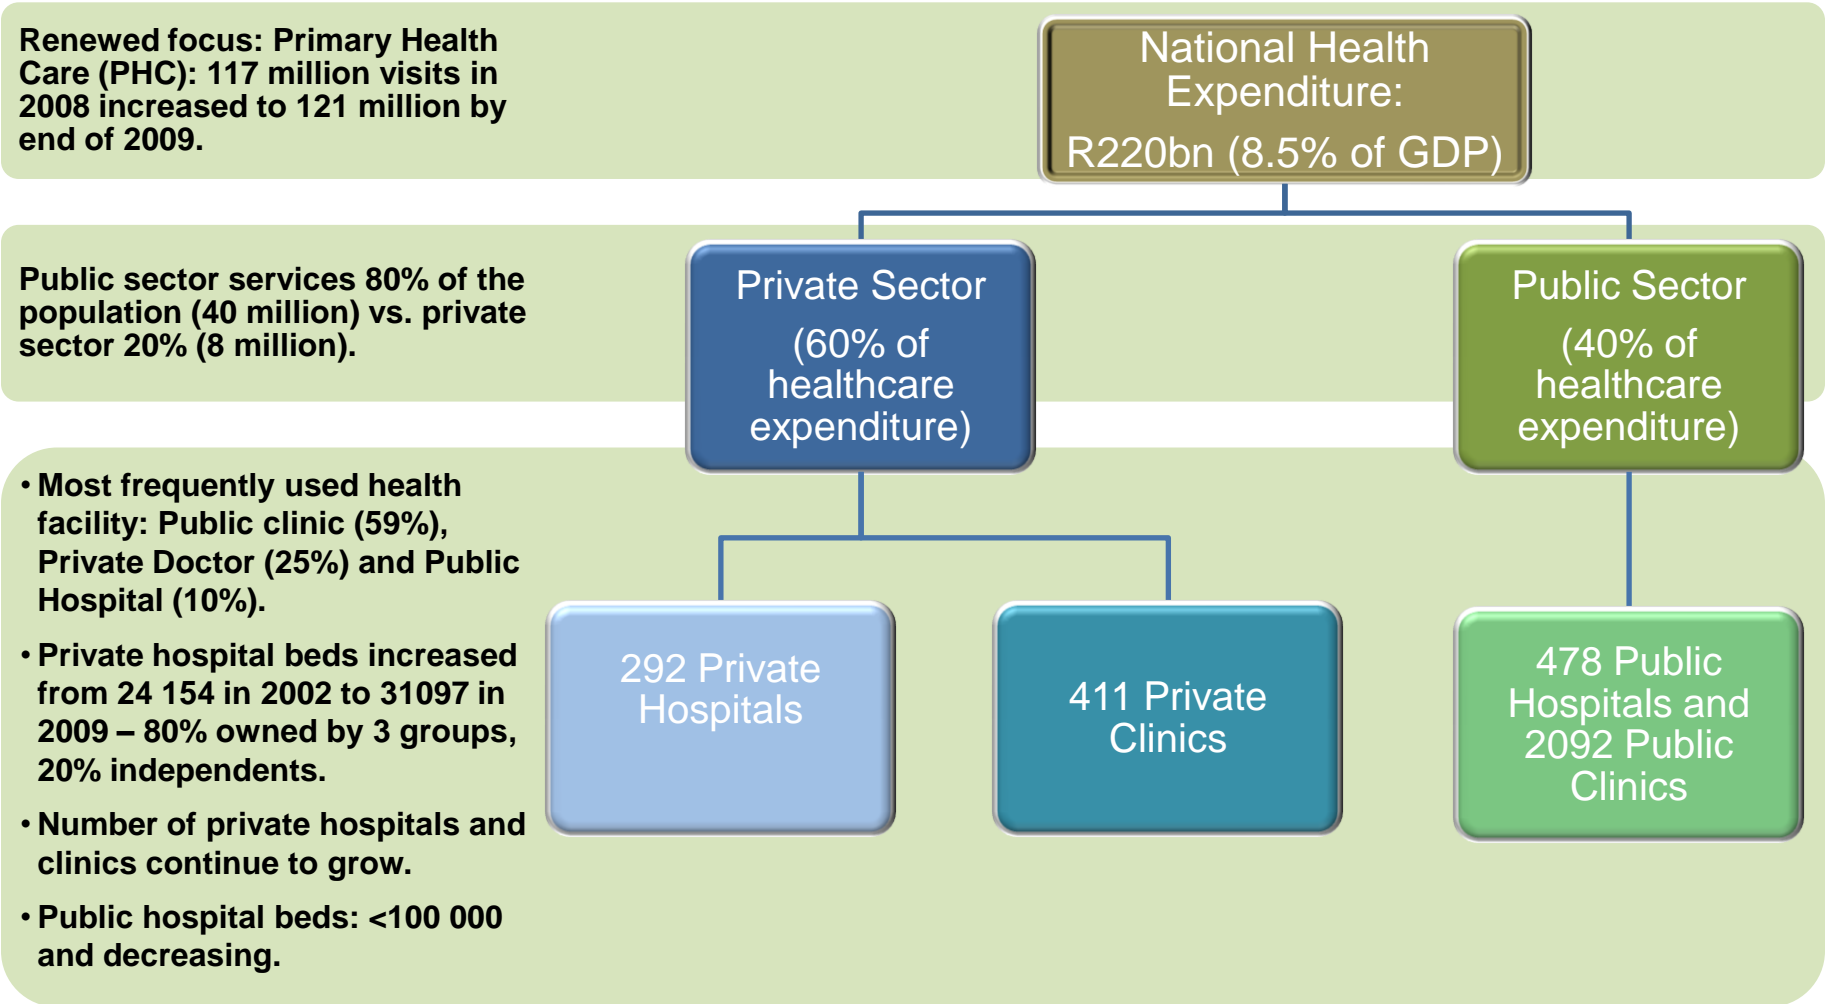 Renewed focus: Primary Health
Care (PHC): 117 million visits in
2008 increased to 121 million by
end of 2009.
National Health
Expenditure:
R220bn (8.5% of GDP)
Public sector services 80% of the
population (40 million) vs. private
sector 20% (8 million).
Private Sector
(60% of
healthcare
expenditure)
Public Sector
(40% of
healthcare
expenditure)
• Most frequently used health
facility: Public clinic (59%),
Private Doctor (25%) and Public
Hospital (10%).
• Private hospital beds increased
from 24 154 in 2002 to 31097 in
2009 – 80% owned by 3 groups,
20% independents.
• Number of private hospitals and
clinics continue to grow.
• Public hospital beds: <100 000
and decreasing.
292 Private
Hospitals
411 Private
Clinics
478 Public
Hospitals and
2092 Public
Clinics